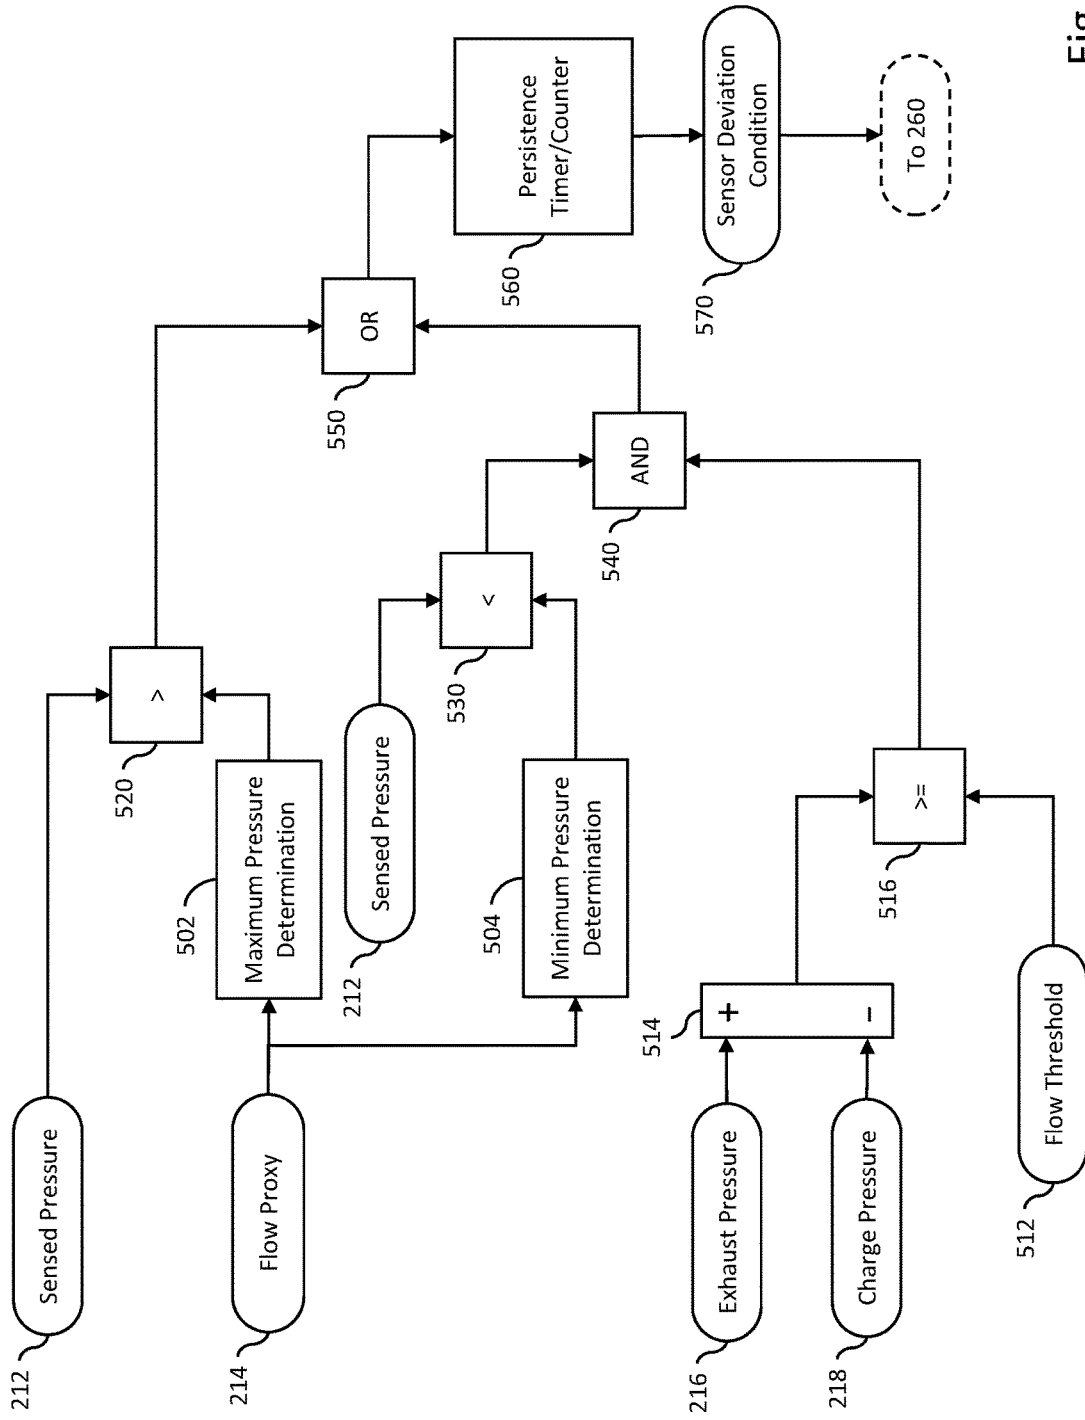 212
Sensed Pressure
520
>
214
Flow Proxy
502
Maximum Pressure
Determination
550
OR
212
Sensed Pressure
530
<
504
Minimum Pressure
Determination
560
Persistence
Timer/Counter
540
AND
570
Sensor Deviation
Condition
216
Exhaust Pressure
514
+
-
218
Charge Pressure
516
>=
To 260
512
Flow Threshold
Fig